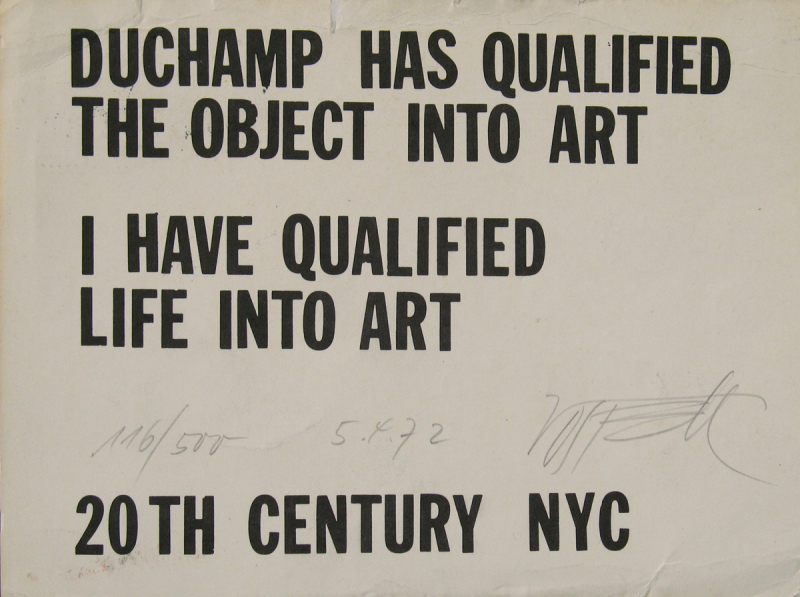 DUCHAMP HAS QUALIFIED
THE OBJECT INTO ART
I HAVE QUALIFIED
LIFE INTO ART
116/500 5.4.72
20TH CENTURY NYC